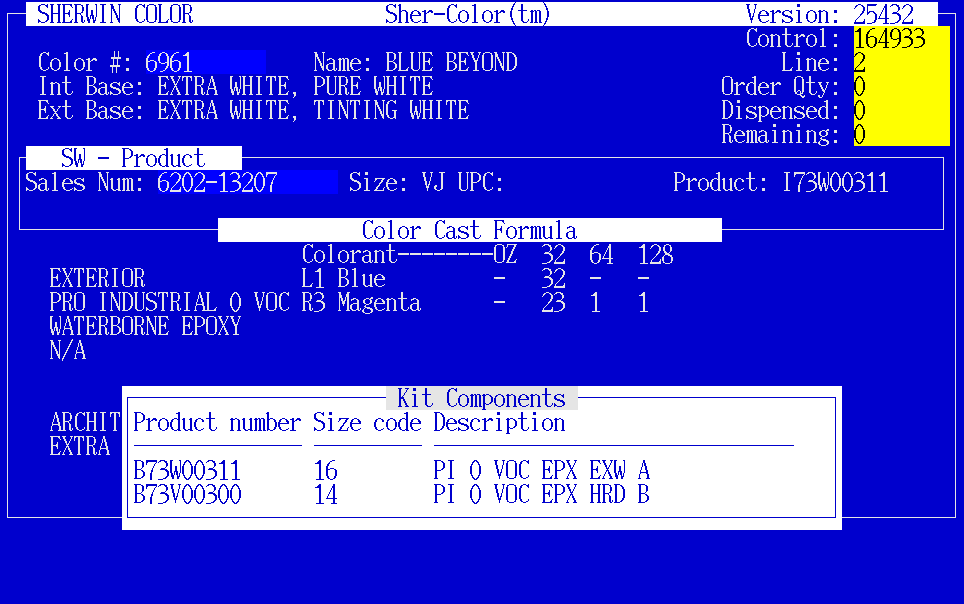 SHERWIN COLOR Sher-Color(tm) Version: 25432
Control: 164933
Color #: 6961 Name: BLUE BEYOND Line: 2
Int Base: EXTRA WHITE, PURE WHITE Order Qty: 0
Ext Base: EXTRA WHITE, TINTING WHITE Dispensed: 0
Remaining: 0
SW - Product
Sales Num: 6202-13207 Size: VJ UPC: Product: I73W00311
Color Cast Formula
Colorant--------OZ 32 64 128
EXTERIOR L1 Blue - 32 - -
PRO INDUSTRIAL 0 VOC R3 Magenta - 23 1 1
WATERBORNE EPOXY
N/A
Kit Components
ARCHIT Product number Size code Description
EXTRA
B73W00311 16 PI 0 VOC EPX EXW A
B73V00300 14 PI 0 VOC EPX HRD B